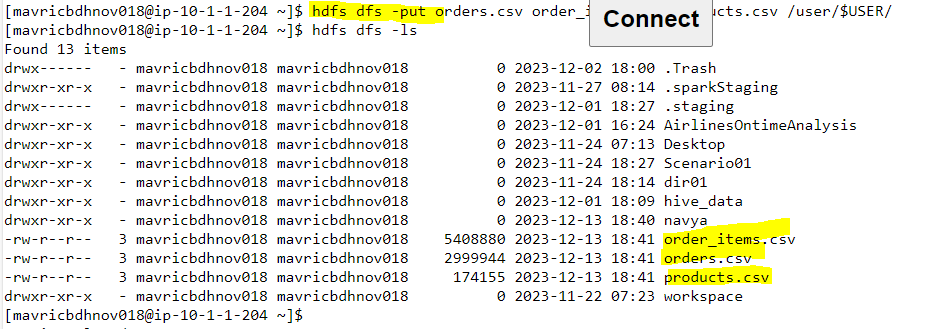 [mavricbdhnov018@ip-10-1-1-204 ~]$ hdfs dfs -put orders.csv order_i Connect ducts.csv /user/$USER/
[mavricbdhnov018@ip-10-1-1-204 ~]$ hdfs dfs -ls
Found 13 items
drwx------   - mavricbdhnov018 mavricbdhnov018          0 2023-12-02 18:00 .Trash
drwxr-xr-x   - mavricbdhnov018 mavricbdhnov018          0 2023-11-27 08:14 .sparkStaging
drwx------   - mavricbdhnov018 mavricbdhnov018          0 2023-12-01 18:27 .staging
drwxr-xr-x   - mavricbdhnov018 mavricbdhnov018          0 2023-12-01 16:24 AirlinesOntimeAnalysis
drwxr-xr-x   - mavricbdhnov018 mavricbdhnov018          0 2023-11-24 07:13 Desktop
drwxr-xr-x   - mavricbdhnov018 mavricbdhnov018          0 2023-11-24 18:27 Scenario01
drwxr-xr-x   - mavricbdhnov018 mavricbdhnov018          0 2023-11-24 18:14 dir01
drwxr-xr-x   - mavricbdhnov018 mavricbdhnov018          0 2023-12-01 18:09 hive_data
drwxr-xr-x   - mavricbdhnov018 mavricbdhnov018          0 2023-12-13 18:40 navya
-rw-r--r--   3 mavricbdhnov018 mavricbdhnov018    5408880 2023-12-13 18:41 order_items.csv
-rw-r--r--   3 mavricbdhnov018 mavricbdhnov018    2999944 2023-12-13 18:41 orders.csv
-rw-r--r--   3 mavricbdhnov018 mavricbdhnov018     174155 2023-12-13 18:41 products.csv
drwxr-xr-x   - mavricbdhnov018 mavricbdhnov018          0 2023-11-22 07:23 workspace
[mavricbdhnov018@ip-10-1-1-204 ~]$